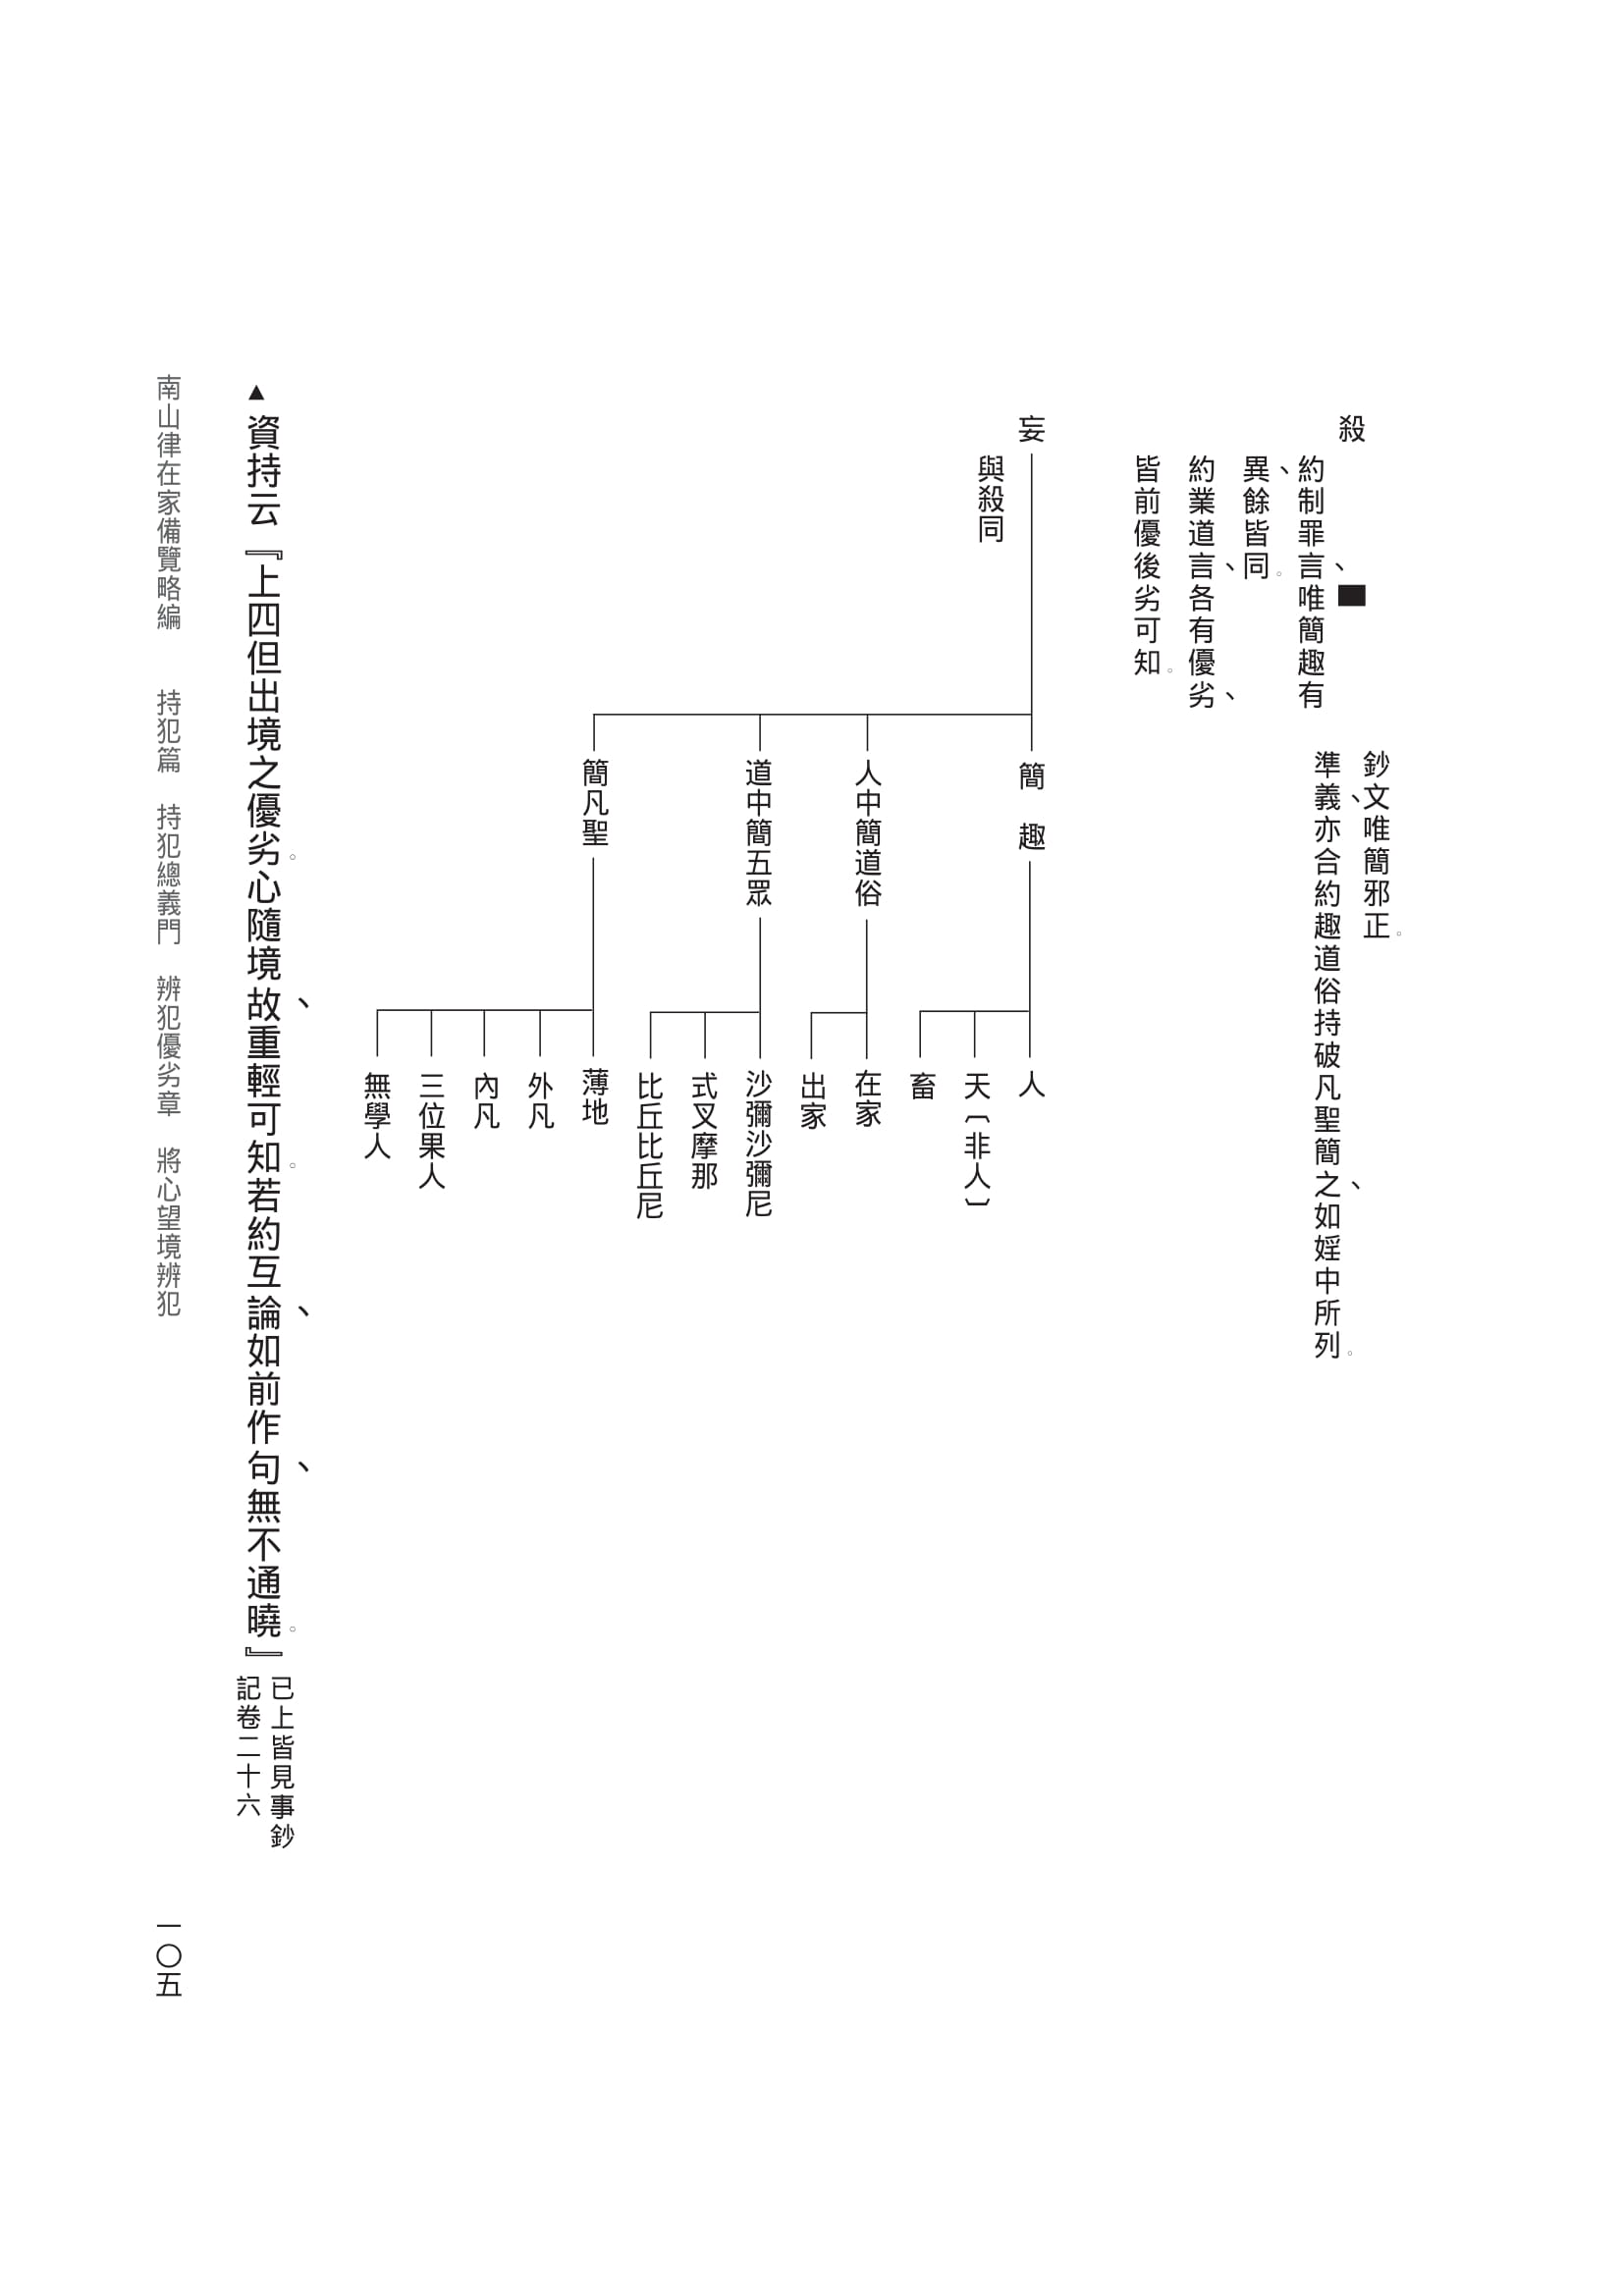 殺
鈔文唯簡邪正。
準義、亦合約趣道俗持破凡聖簡之、如婬中所列。
約制罪言、唯簡趣有
異、餘皆同。
約業道言、各有優劣、
皆前優後劣可知。
妄
與殺同
簡趣
人
天〔非人〕
畜
人中簡道俗
在家
出家
道中簡五眾
沙彌沙彌尼
式叉摩那
比丘比丘尼
簡凡聖
薄地
外凡
內凡
三位果人
無學人
▲資持云『上四但出境之優劣。心隨境故、重輕可知。若約互論、如前作句、無不通曉。』
已上皆見事鈔
記卷二十六
南山律在家備覽略編 持犯篇 持犯總義門 辨犯優劣章 將心望境辨犯
一〇五